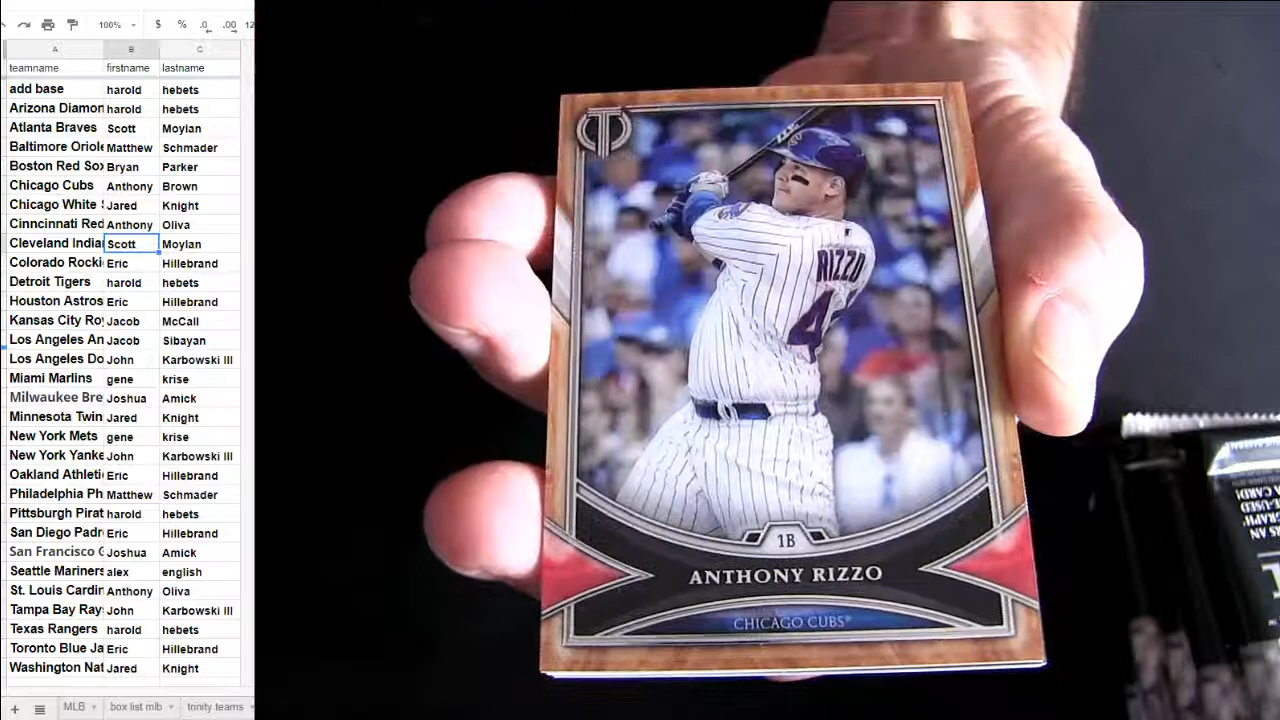 100% $ % .0 .00 12
A B C
teamname firstname lastname
add base harold hebets
Arizona Diamon harold hebets
Atlanta Braves Scott Moylan
Baltimore Oriole Matthew Schmader
Boston Red Sox Bryan Parker
Chicago Cubs Anthony Brown
Chicago White S Jared Knight
Cinncinnati Red Anthony Oliva
Cleveland India Scott Moylan
Colorado Rocki Eric Hillebrand
Detroit Tigers harold hebets
Houston Astros Eric Hillebrand
Kansas City Roy Jacob McCall
Los Angeles An Jacob Sibayan
Los Angeles Do John Karbowski III
Miami Marlins gene krise
Milwaukee Bre Joshua Amick
Minnesota Twin Jared Knight
New York Mets gene krise
New York Yanke John Karbowski III
Oakland Athleti Eric Hillebrand
Philadelphia Ph Matthew Schmader
Pittsburgh Pirat harold hebets
San Diego Padr Eric Hillebrand
San Francisco G Joshua Amick
Seattle Mariners alex english
St. Louis Cardin Anthony Oliva
Tampa Bay Ray John Karbowski III
Texas Rangers harold hebets
Toronto Blue Ja Eric Hillebrand
Washington Nat Jared Knight
MLB box list mlb tority teams
T
RIZZO
4
1B
ANTHONY RIZZO
CHICAGO CUBS®